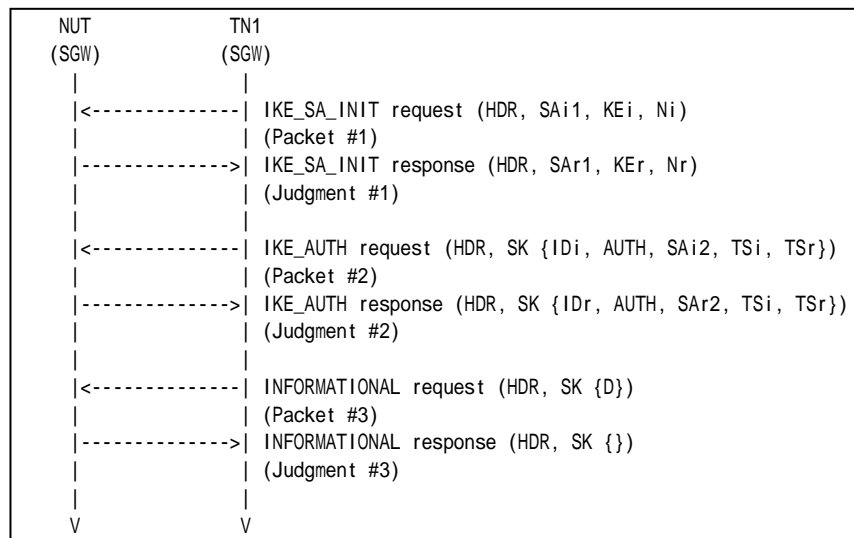 NUT TN1
(SGW) (SGW)
| |
|<--------------| IKE_SA_INIT request (HDR, SAi1, KEi, Ni)
| | (Packet #1)
|-------------->| IKE_SA_INIT response (HDR, SAr1, KEr, Nr)
| | (Judgment #1)
| |
|<--------------| IKE_AUTH request (HDR, SK {IDi, AUTH, SAi2, TSi, TSr})
| | (Packet #2)
|-------------->| IKE_AUTH response (HDR, SK {IDr, AUTH, SAr2, TSi, TSr})
| | (Judgment #2)
| |
|<--------------| INFORMATIONAL request (HDR, SK {D})
| | (Packet #3)
|-------------->| INFORMATIONAL response (HDR, SK {})
| | (Judgment #3)
| |
V V